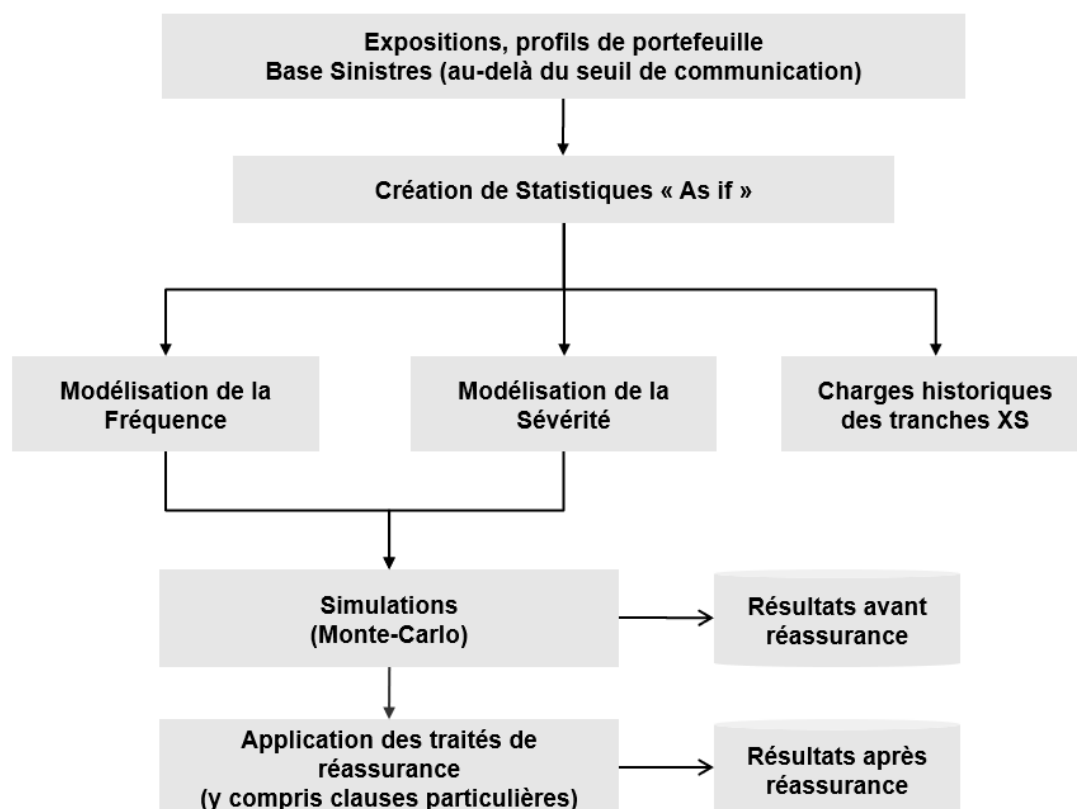 Expositions, profils de portefeuille
Base Sinistres (au-delà du seuil de communication)
Création de Statistiques « As if »
Modélisation de la
Fréquence
Modélisation de la
Sévérité
Charges historiques
des tranches XS
Simulations
(Monte-Carlo)
Résultats avant
réassurance
Application des traités de
réassurance
(y compris clauses particulières)
Résultats après
réassurance